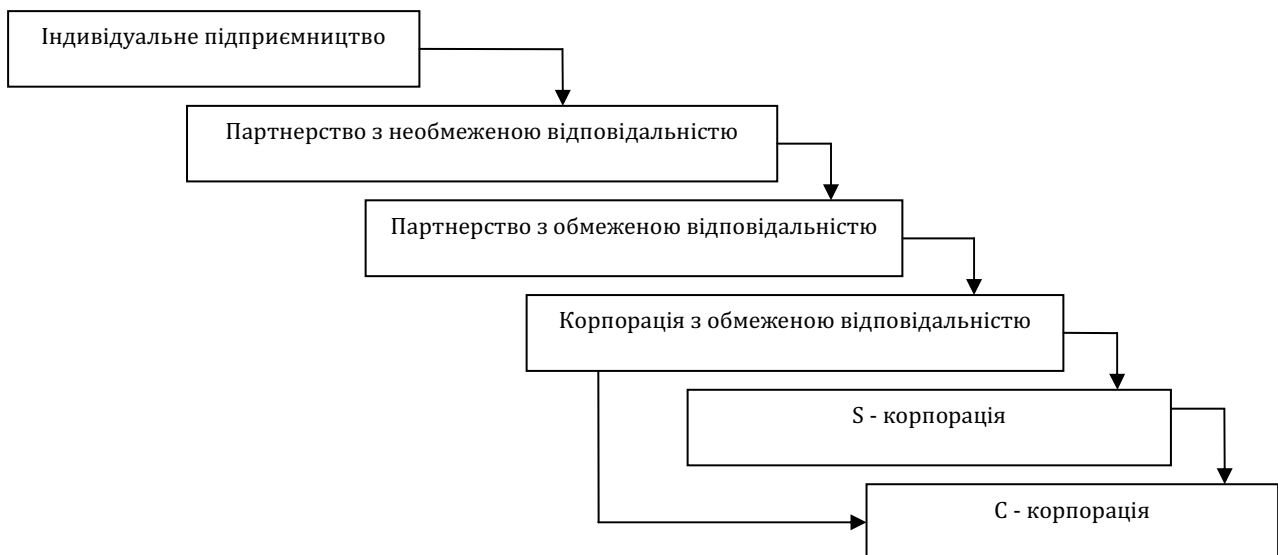 Індивідуальне підприємництво
Партнерство з необмеженою відповідальністю
Партнерство з обмеженою відповідальністю
Корпорація з обмеженою відповідальністю
S - корпорація
С - корпорація